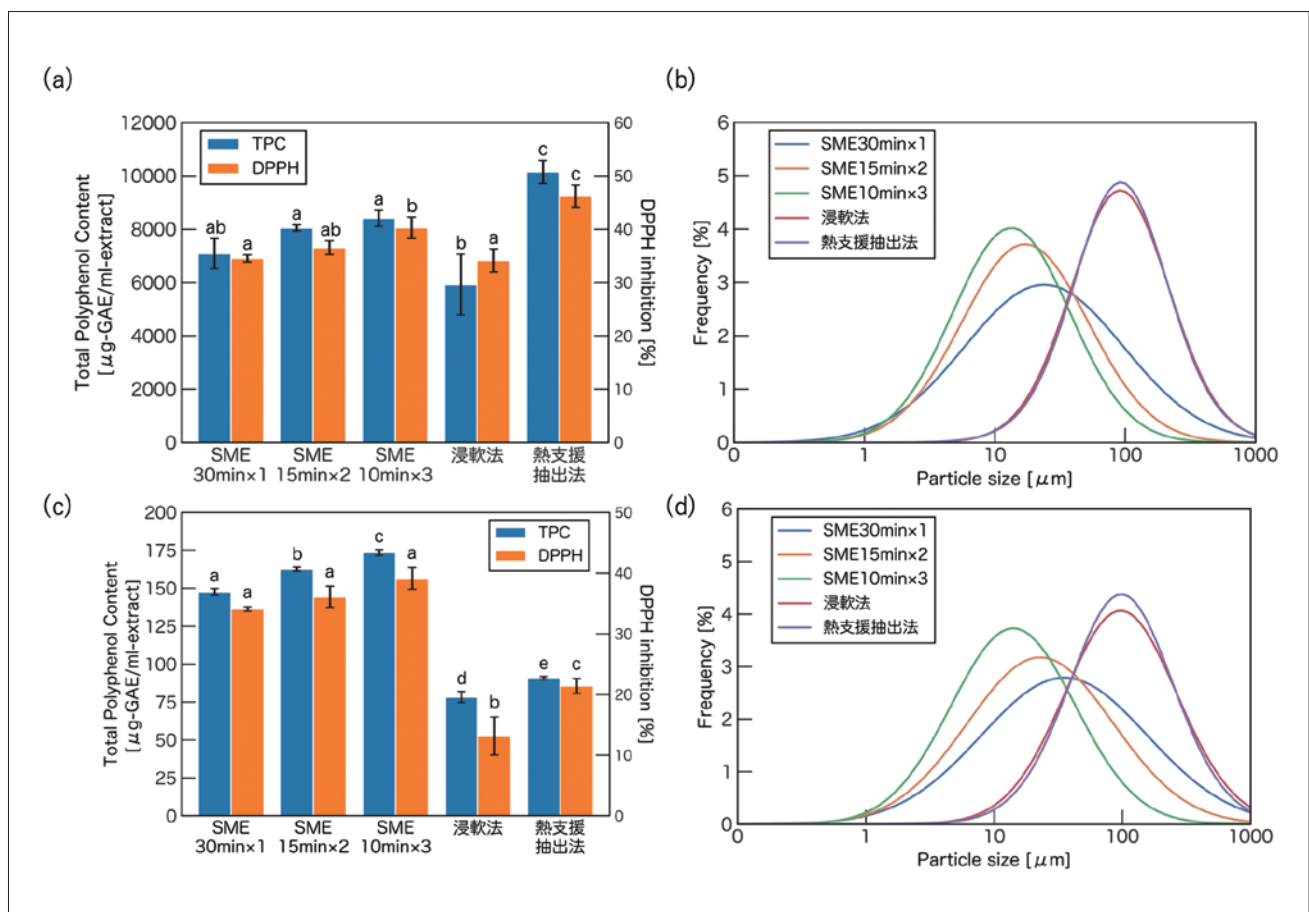 (a)
12000
10000
8000
6000
4000
2000
0
Total Polyphenol Content
[μg-GAE/ml-extract]
TPC
DPPH
ab
a
a
ab
a
b
b
a
c
c
60
50
40
30
20
10
0
DPPH inhibition [%]
SME
30min×1
SME
15min×2
SME
10min×3
浸軟法
熱支援
抽出法
(b)
6
5
4
3
2
1
0
Frequency [%]
SME30min×1
SME15min×2
SME10min×3
浸軟法
熱支援抽出法
0
1
10
100
1000
Particle size [μm]
(c)
200
175
150
125
100
75
50
25
0
Total Polyphenol Content
[μg-GAE/ml-extract]
TPC
DPPH
a
a
b
a
c
a
d
b
e
c
50
40
30
20
10
0
DPPH inhibition [%]
SME
30min×1
SME
15min×2
SME
10min×3
浸軟法
熱支援
抽出法
(d)
6
5
4
3
2
1
0
Frequency [%]
SME30min×1
SME15min×2
SME10min×3
浸軟法
熱支援抽出法
0
1
10
100
1000
Particle size [μm]